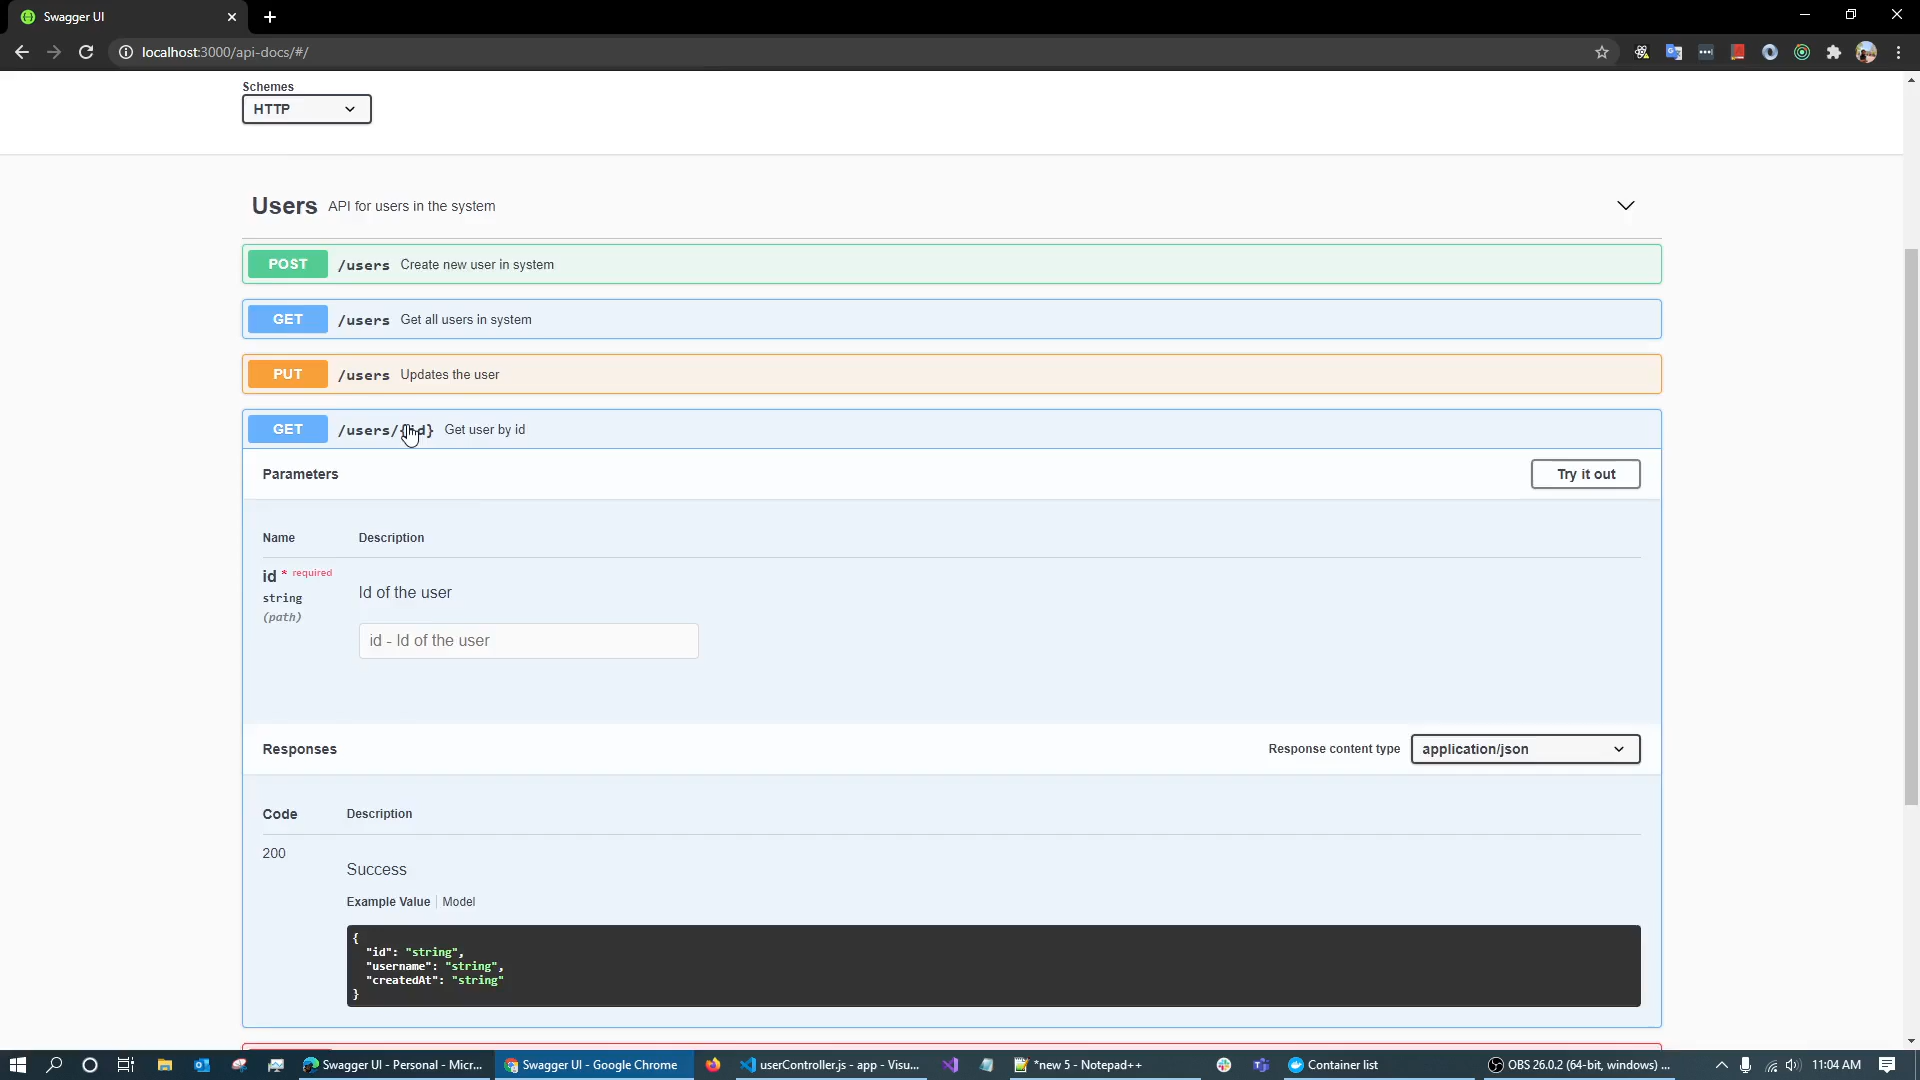 Swagger UI
localhost:3000/api-docs/#/
Schemes
HTTP
Users API for users in the system
POST /users Create new user in system
GET /users Get all users in system
PUT /users Updates the user
GET /users/{id} Get user by id
Parameters
Try it out
Name Description
id * required
string
(path)
Id of the user
id - Id of the user
Responses
Response content type application/json
Code Description
200
Success
Example Value | Model
{
"id": "string",
"username": "string",
"createdAt": "string"
}
Swagger UI - Personal - Micr... Swagger UI - Google Chrome userController.js - app - Visu... *new 5 - Notepad++ Container list OBS 26.0.2 (64-bit, windows) ... 11:04 AM